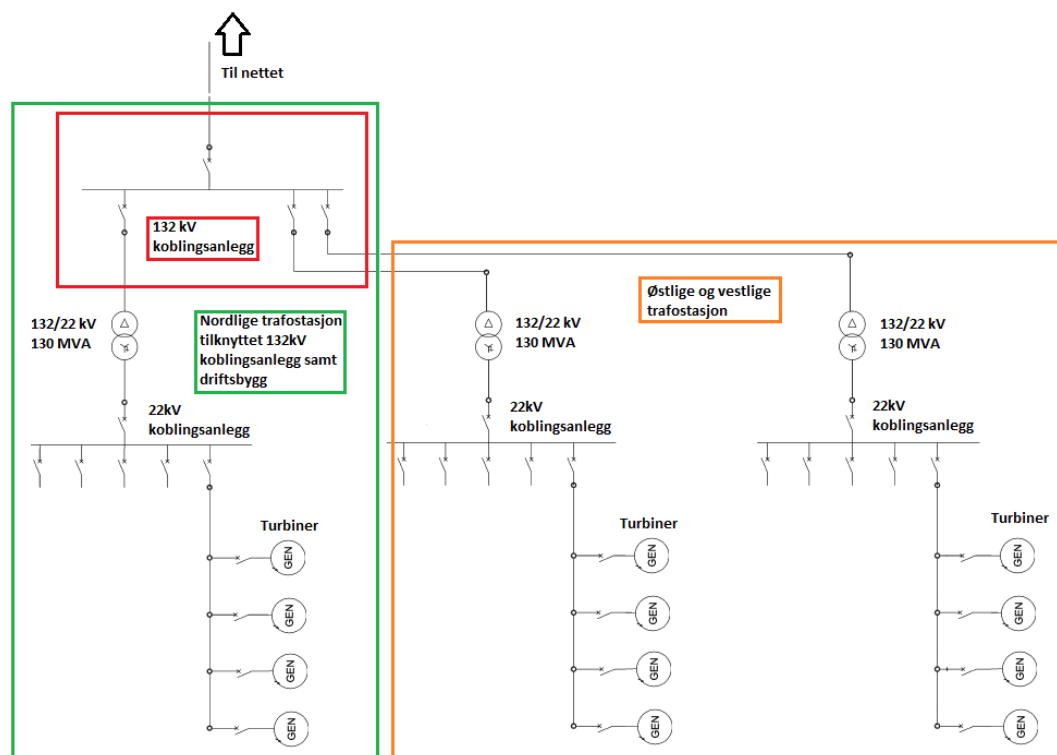 Til nettet
132 kV
koblingsanlegg
Østlige og vestlige
trafostasjon
132/22 kV
130 MVA
Nordlige trafostasjon
tilknyttet 132kV
koblingsanlegg samt
driftsbygg
132/22 kV
130 MVA
132/22 kV
130 MVA
22kV
koblingsanlegg
22kV
koblingsanlegg
22kV
koblingsanlegg
Turbiner
Turbiner
Turbiner
GEN
GEN
GEN
GEN
GEN
GEN
GEN
GEN
GEN
GEN
GEN
GEN